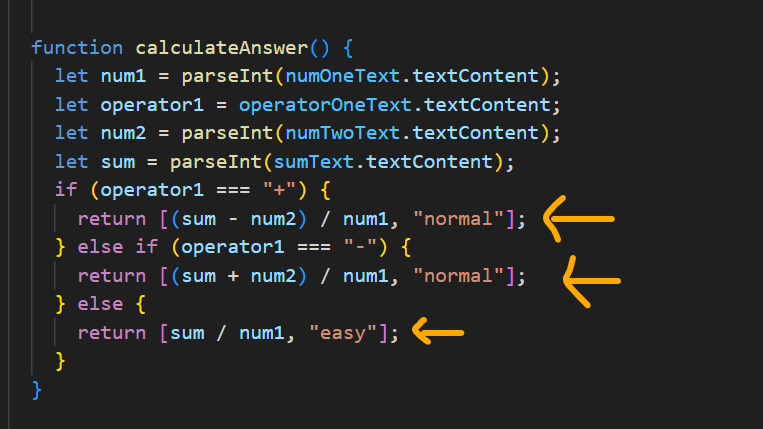 function calculateAnswer() {
let num1 = parseInt(numOneText.textContent);
let operator1 = operatorOneText.textContent;
let num2 = parseInt(numTwoText.textContent);
let sum = parseInt(sumText.textContent);
if (operator1 === "+") {
return [(sum - num2) / num1, "normal"];
} else if (operator1 === "-") {
return [(sum + num2) / num1, "normal"];
} else {
return [sum / num1, "easy"];
}
}